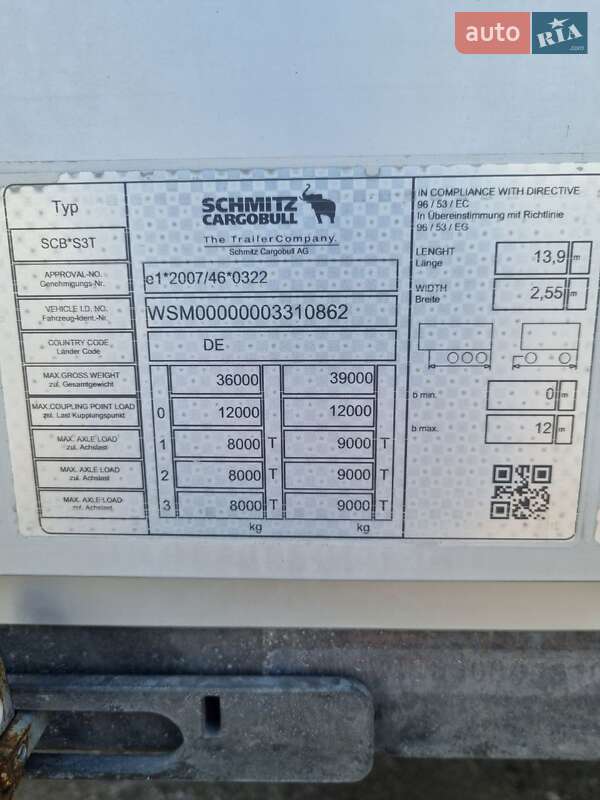 auto RIA .com
Typ
SCB*S3T
APPROVAL-NO.
Genehmigungs-Nr.
VEHICLE I.D. NO.
Fahrzeug-Ident.-Nr.
COUNTRY CODE
Länder Code
MAX.GROSS WEIGHT
zul. Gesamtgewicht
MAX.COUPLING POINT LOAD
zul. Last Kupplungspunkt
MAX. AXLE LOAD
zul. Achslast
MAX. AXLE LOAD
zul. Achslast
MAX. AXLE LOAD
zul. Achslast
SCHMITZ
CARGOBULL
The TrailerCompany.
Schmitz Cargobull AG
e1*2007/46*0322
WSM00000003310862
DE
36000 39000
0 12000 12000
1 8000 T 9000 T
2 8000 T 9000 T
3 8000 T 9000 T
kg kg
IN COMPLIANCE WITH DIRECTIVE
96 / 53 / EC
In Übereinstimmung mit Richtlinie
96 / 53 / EG
LENGHT
Länge
13,9 m
WIDTH
Breite
2,55 m
b min. 0 m
b max. 12 m